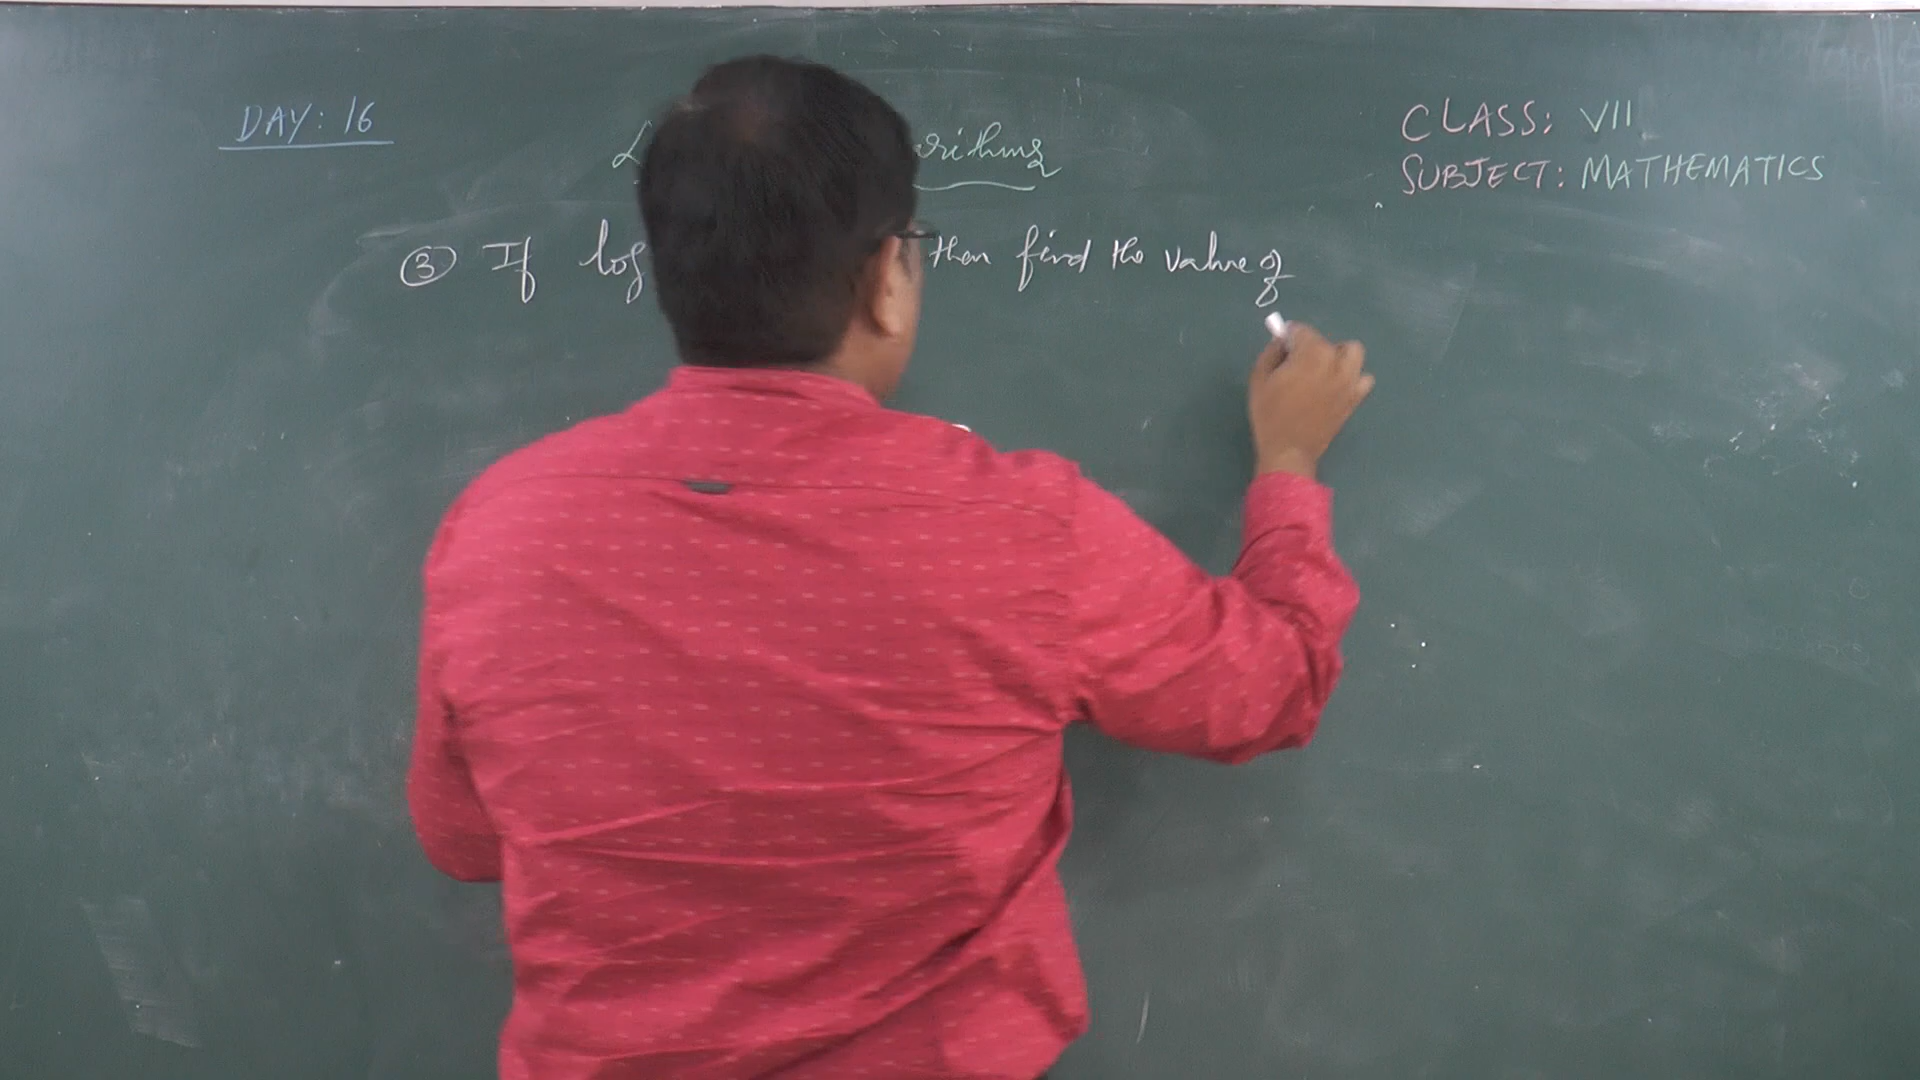 DAY: 16
CLASS: VII
SUBJECT: MATHEMATICS
③ If log then find the value of